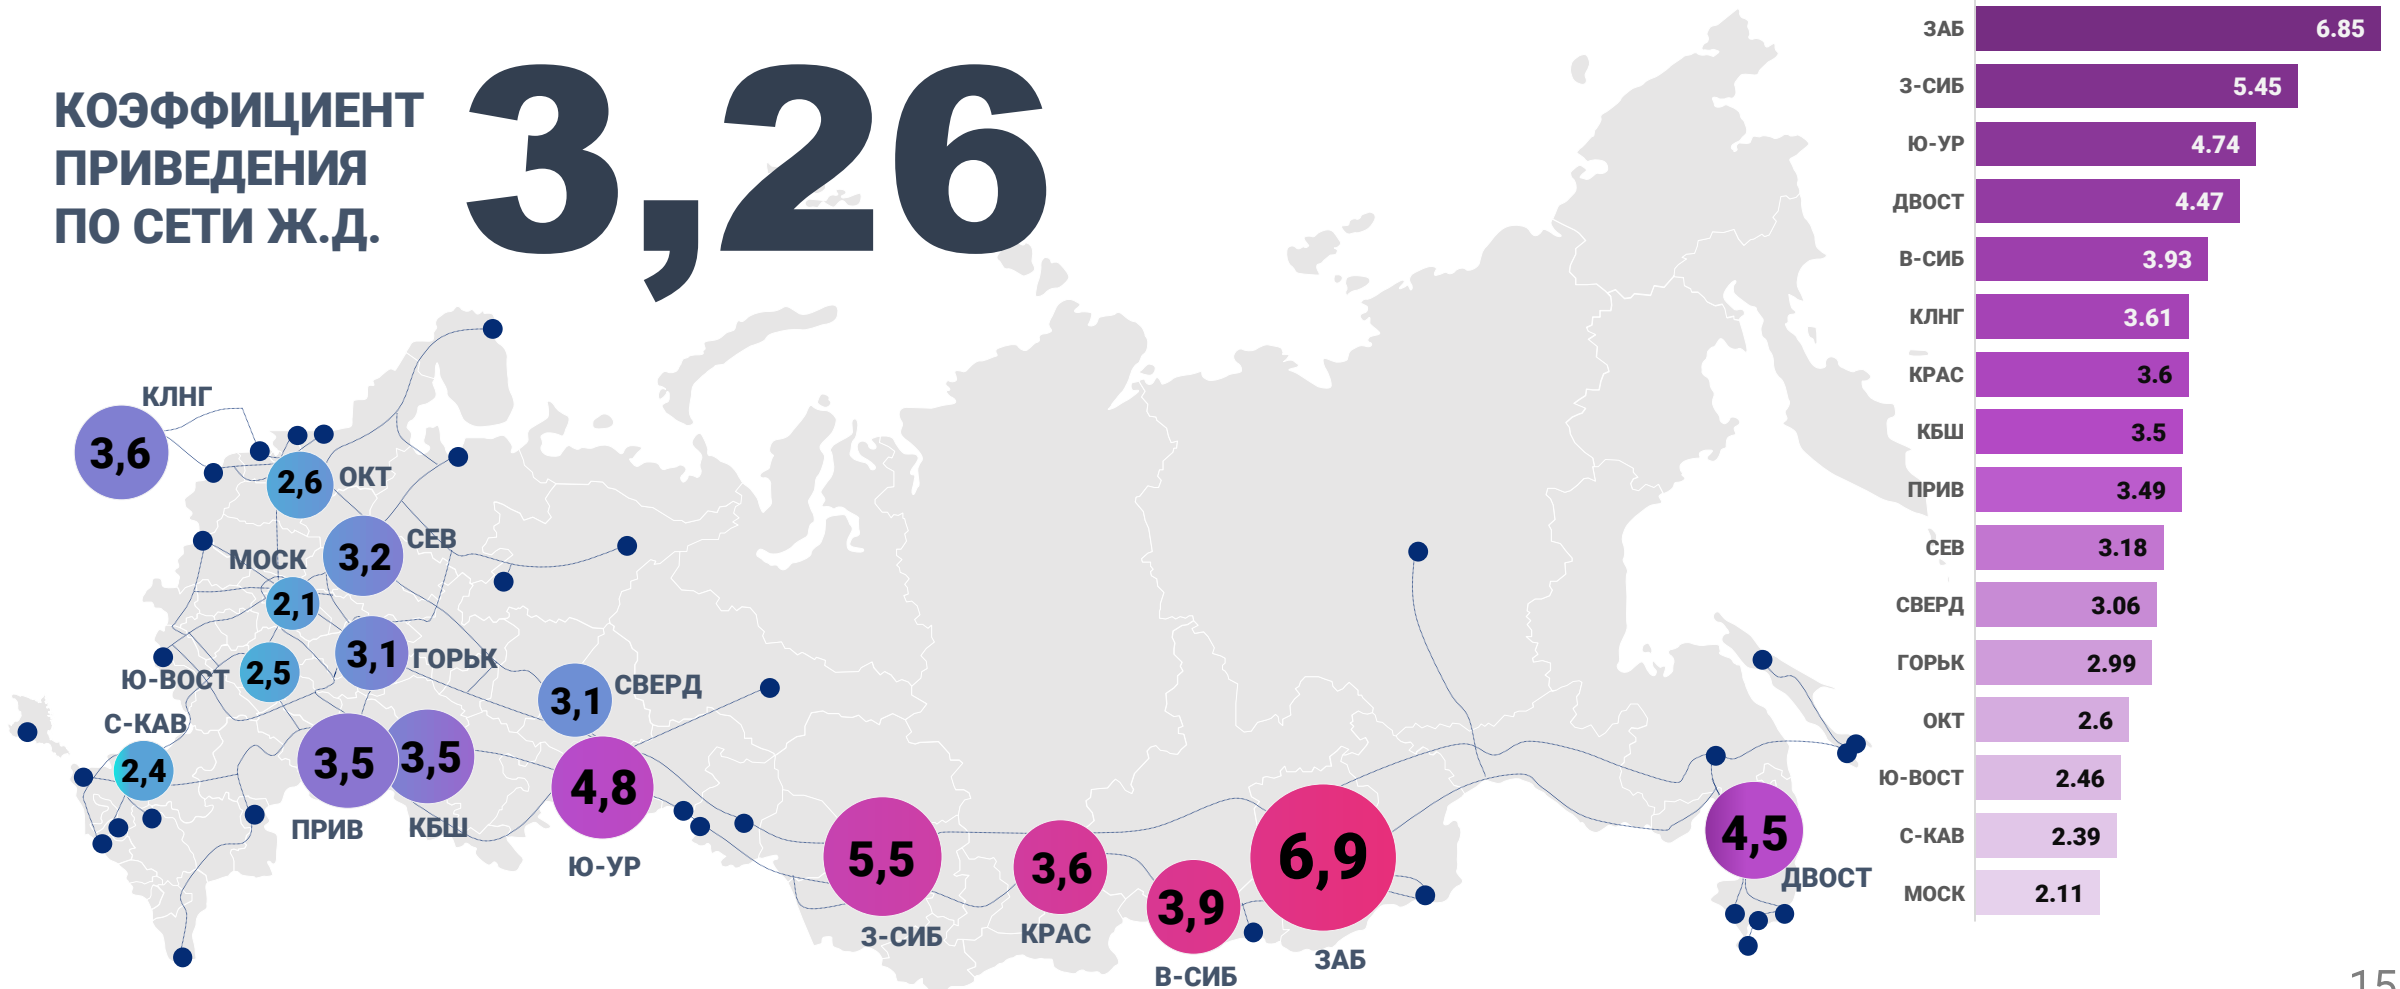 КОЭФФИЦИЕНТ
ПРИВЕДЕНИЯ
ПО СЕТИ Ж.Д.
3,26
КЛНГ
3,6
2,6 ОКТ
3,2 СЕВ
МОСК
2,1
3,1 ГОРЬК
Ю-ВОСТ 2,5
3,1 СВЕРД
С-КАВ
2,4
3,5
ПРИВ
3,5
КБШ
4,8
Ю-УР
5,5
З-СИБ
3,6
КРАС
3,9
В-СИБ
6,9
ЗАБ
4,5
ДВОСТ
ЗАБ 6.85
З-СИБ 5.45
Ю-УР 4.74
ДВОСТ 4.47
В-СИБ 3.93
КЛНГ 3.61
КРАС 3.6
КБШ 3.5
ПРИВ 3.49
СЕВ 3.18
СВЕРД 3.06
ГОРЬК 2.99
ОКТ 2.6
Ю-ВОСТ 2.46
С-КАВ 2.39
МОСК 2.11
15